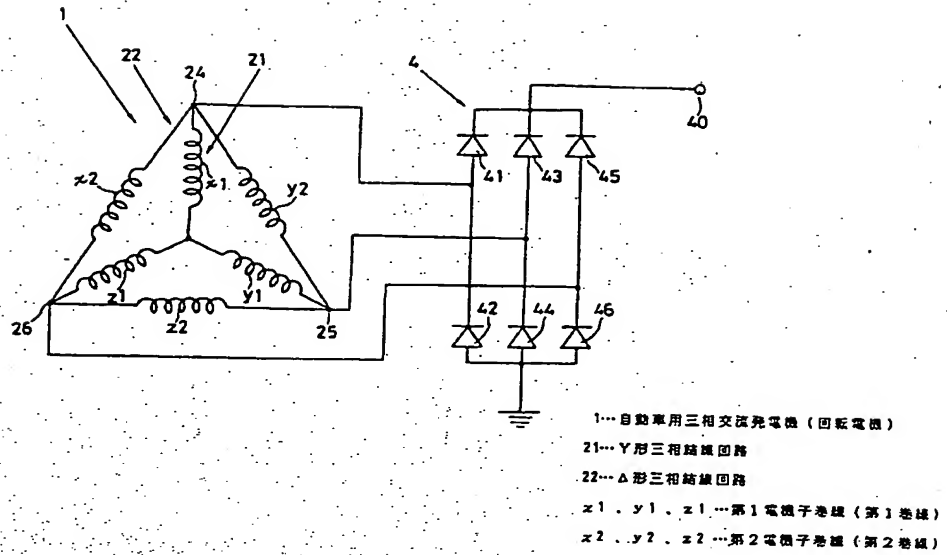 1
22
24
21
4
40
x2
x1
y2
41
43
45
z1
y1
26
z2
25
42
44
46
1…自動車用三相交流発電機(回転電機)
21…Y形三相結線回路
22…Δ形三相結線回路
x1、y1、z1…第1電機子巻線(第1巻線)
x2、y2、z2…第2電機子巻線(第2巻線)